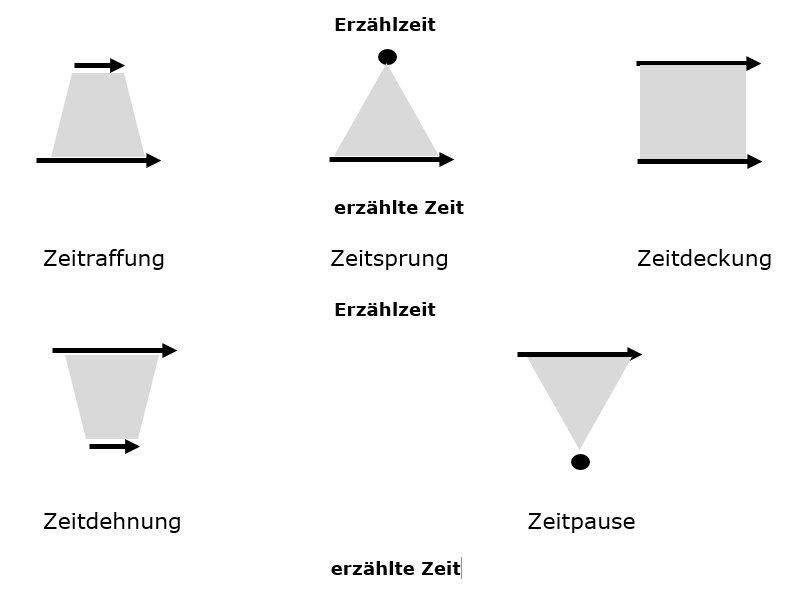 Erzählzeit
erzählte Zeit
Zeitraffung
Zeitsprung
Zeitdeckung
Erzählzeit
Zeitdehnung
Zeitpause
erzählte Zeit